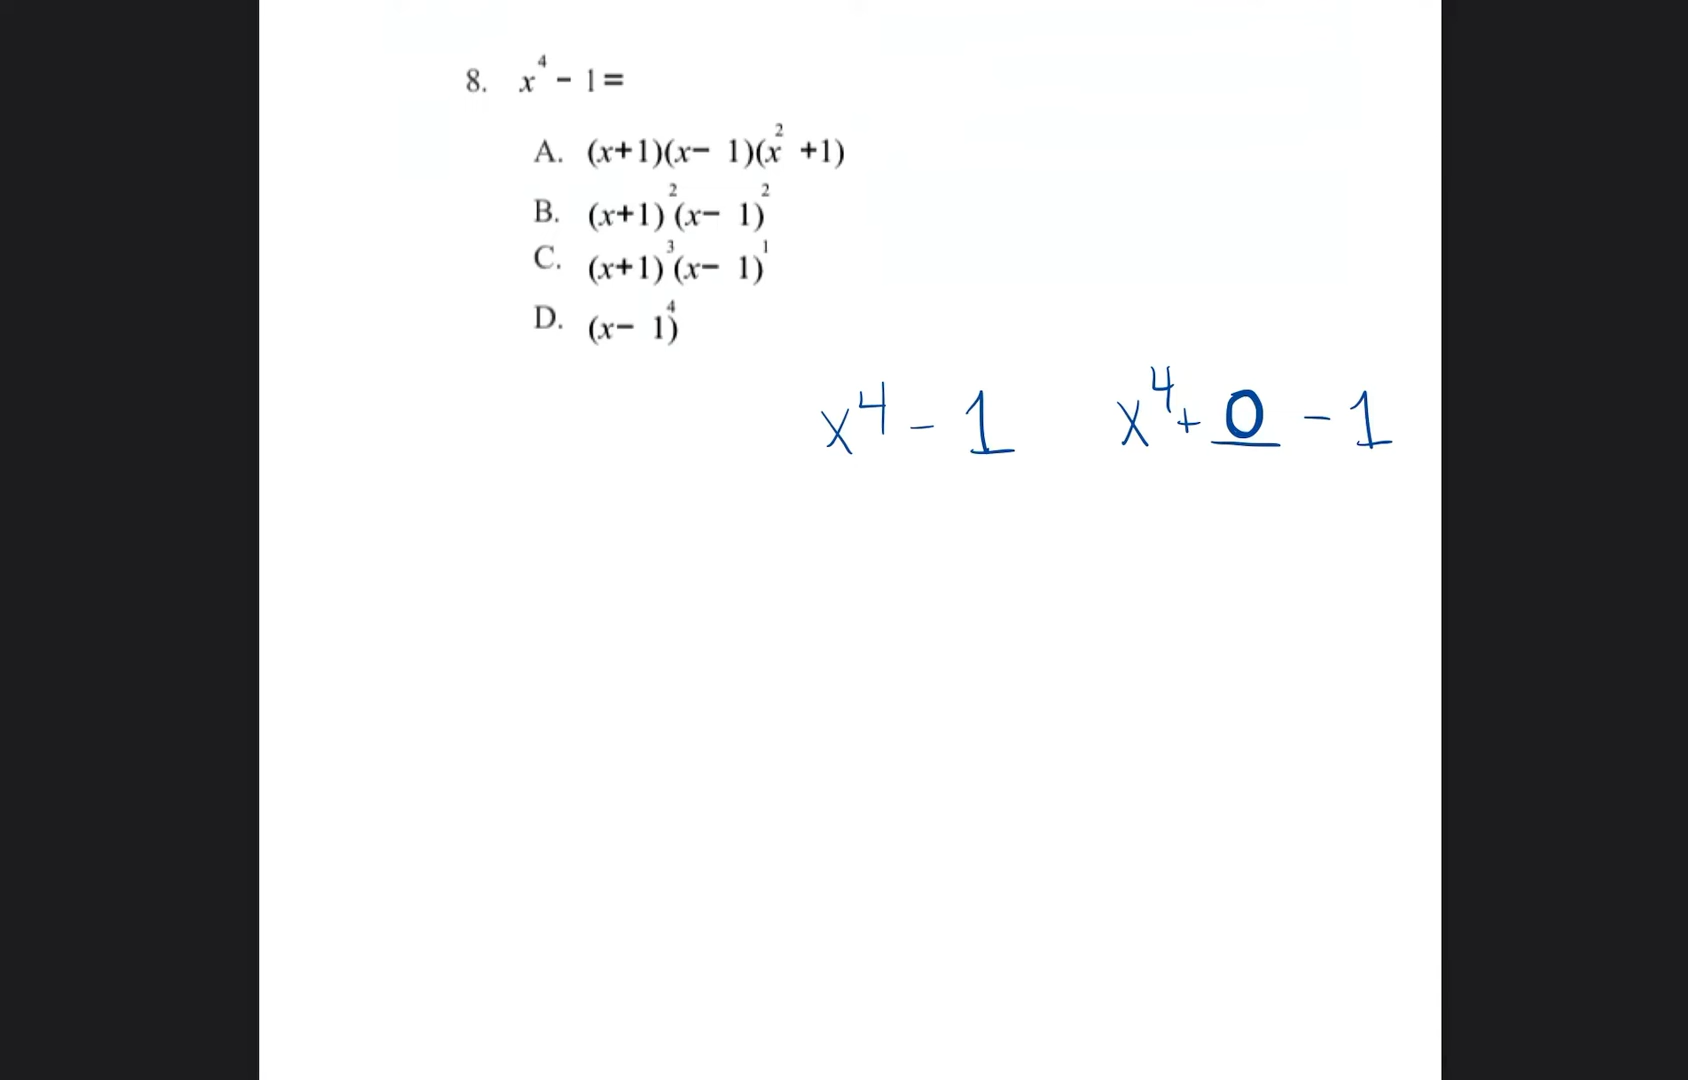 8. x⁴ − 1 =
A. (x+1)(x− 1)(x² +1)
B. (x+1)²(x− 1)²
C. (x+1)³(x− 1)¹
D. (x− 1)⁴
x⁴ - 1 x⁴ + 0 - 1